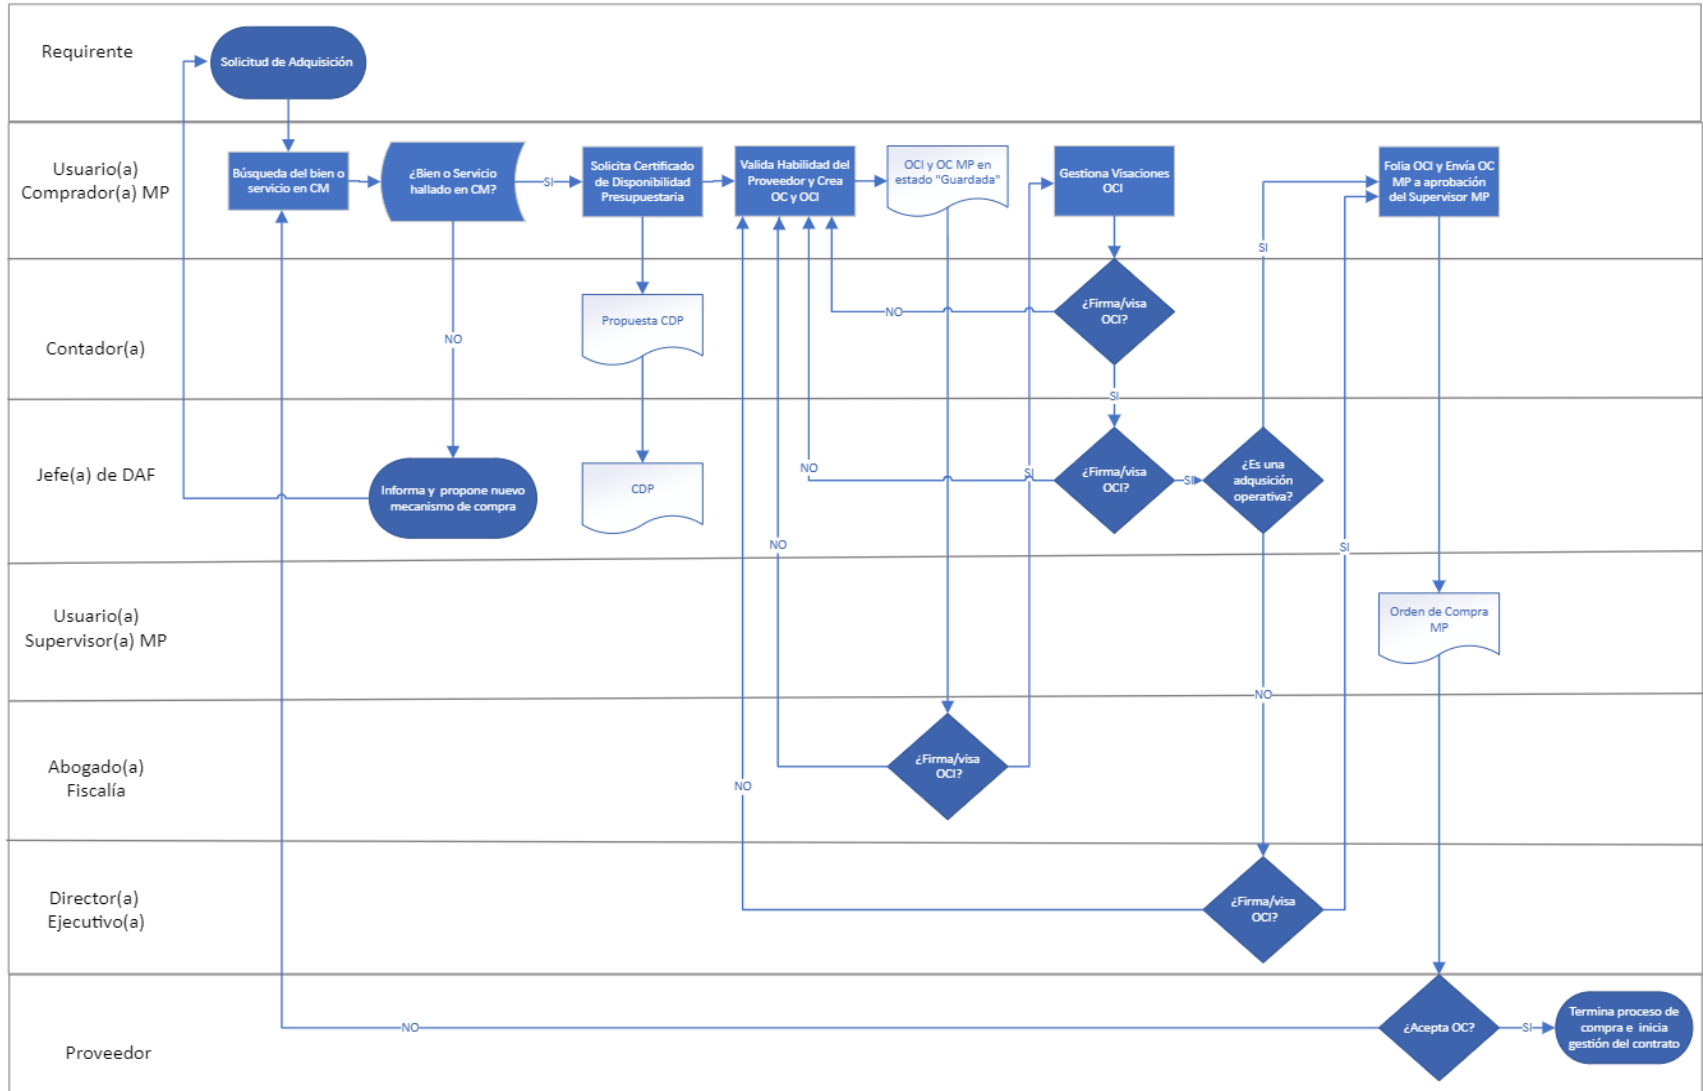 Requirente
Solicitud de Adquisición
Usuario(a)
Comprador(a) MP
Búsqueda del bien o
servicio en CM
¿Bien o Servicio
hallado en CM?
SI
Solicita Certificado
de Disponibilidad
Presupuestaria
Valida Habilidad del
Proveedor y Crea
OC y OCI
OCI y OC MP en
estado "Guardada"
Gestiona Visaciones
OCI
Folia OCI y Envía OC
MP a aprobación
del Supervisor MP
SI
Contador(a)
NO
Propuesta CDP
NO
¿Firma/visa
OCI?
SI
Jefe(a) de DAF
Informa y propone nuevo
mecanismo de compra
CDP
NO
NO
SI
¿Firma/visa
OCI?
SI
¿Es una
adqusición
operativa?
SI
Usuario(a)
Supervisor(a) MP
Orden de Compra
MP
NO
Abogado(a)
Fiscalía
NO
¿Firma/visa
OCI?
Director(a)
Ejecutivo(a)
¿Firma/visa
OCI?
Proveedor
NO
¿Acepta OC?
SI
Termina proceso de
compra e inicia
gestión del contrato